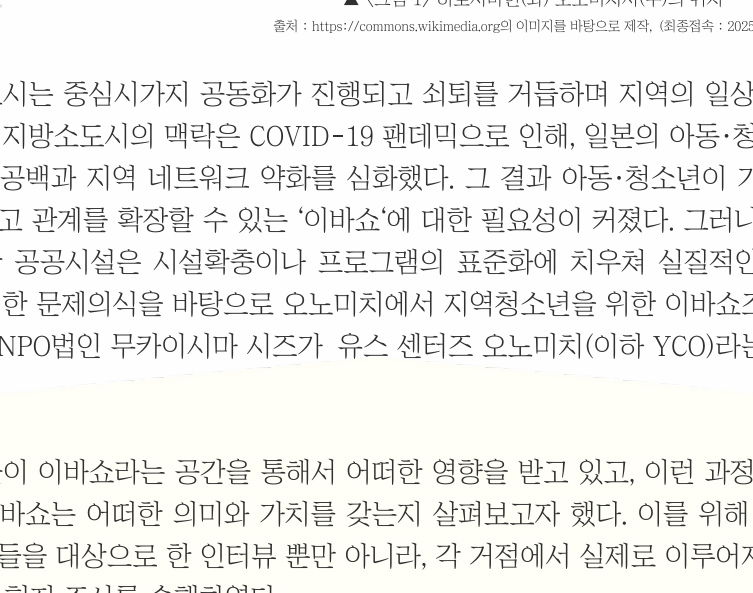 출처 : https://commons.wikimedia.org의 이미지를 바탕으로 제작, (최종접속 : 2025
시는 중심시가지 공동화가 진행되고 쇠퇴를 거듭하며 지역의 일상
지방소도시의 맥락은 COVID-19 팬데믹으로 인해, 일본의 아동·청
공백과 지역 네트워크 약화를 심화했다. 그 결과 아동·청소년이
고 관계를 확장할 수 있는 ‘이바쇼‘에 대한 필요성이 커졌다. 그러나
공공시설은 시설확충이나 프로그램의 표준화에 치우쳐 실질적인
한 문제의식을 바탕으로 오노미치에서 지역청소년을 위한 이바쇼
NPO법인 무카이시마 시즈가 유스 센터즈 오노미치(이하 YCO)라는
이 이바쇼라는 공간을 통해서 어떠한 영향을 받고 있고, 이런 과정
바쇼는 어떠한 의미와 가치를 갖는지 살펴보고자 했다. 이를 위해
들을 대상으로 한 인터뷰 뿐만 아니라, 각 거점에서 실제로 이루어지